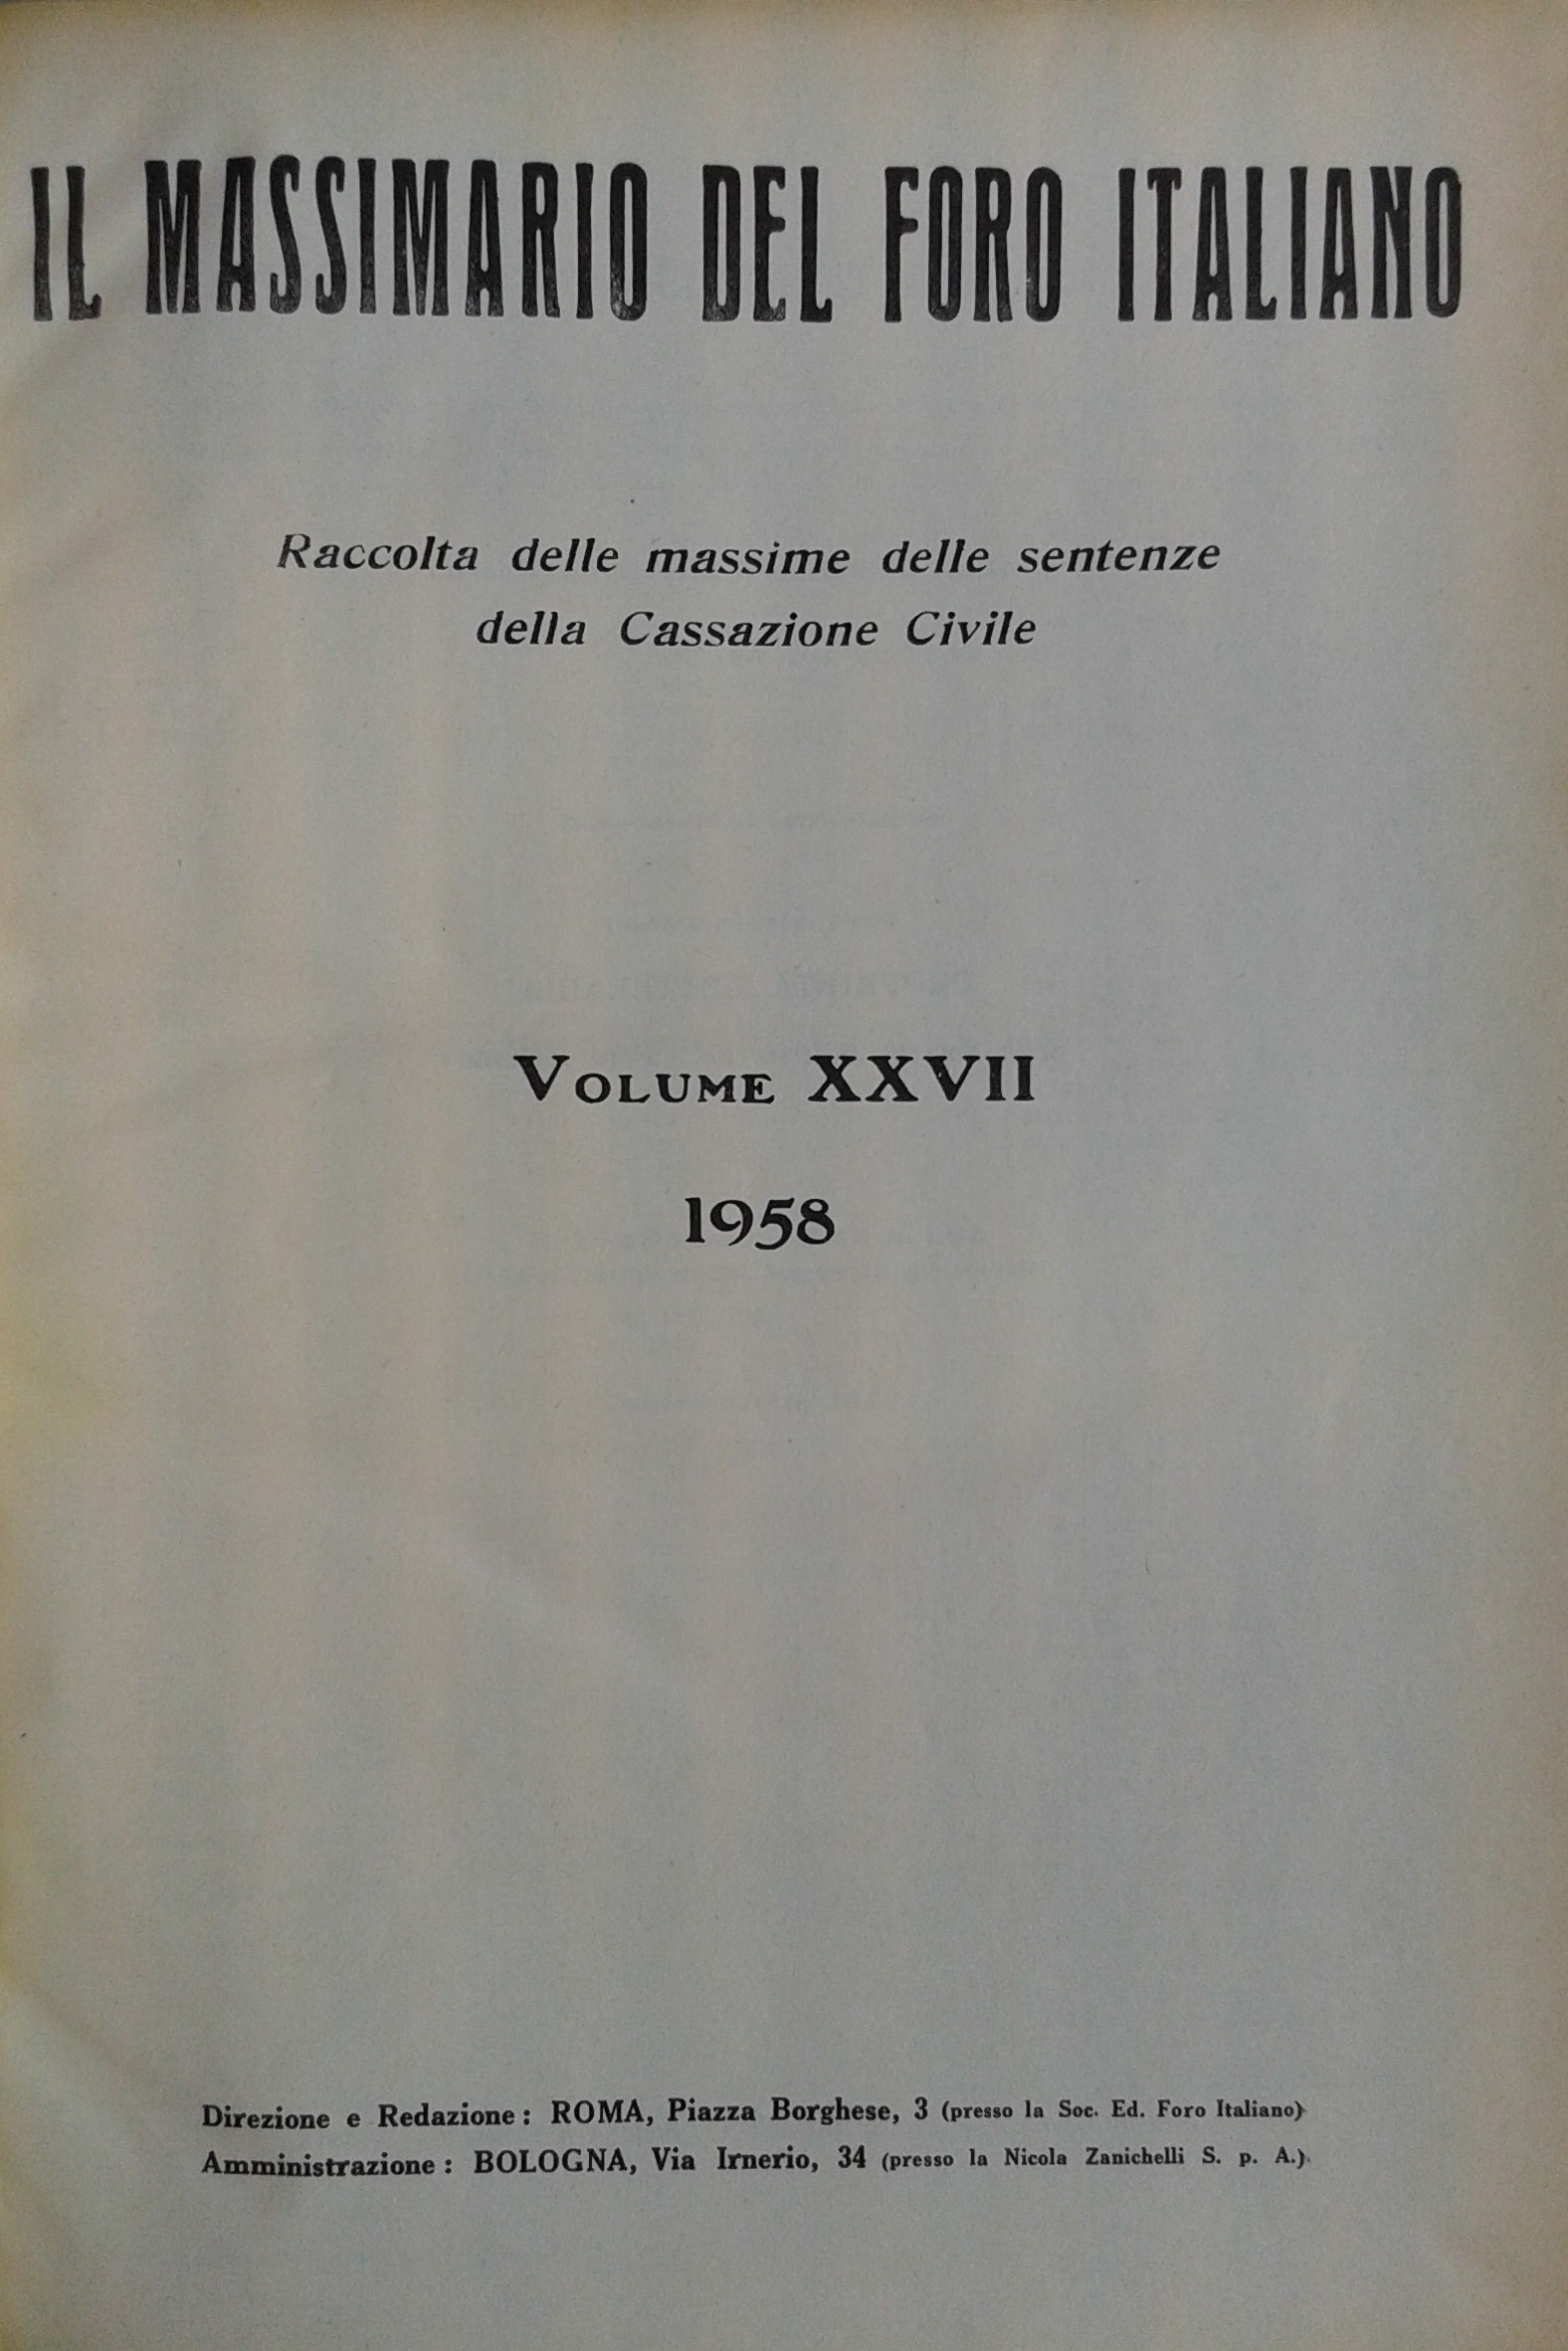 IL MASSIMARIO DEL FORO ITALIANO
Raccolta delle massime delle sentenze
della Cassazione Civile
VOLUME XXVII
1958
Direzione e Redazione : ROMA, Piazza Borghese, 3 (presso la Soc. Ed. Foro Italiano)
Amministrazione : BOLOGNA, Via Irnerio, 34 (presso la Nicola Zanichelli S. p. A.)